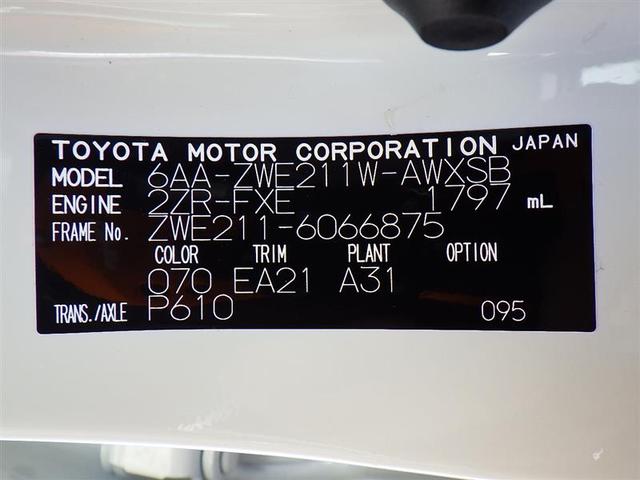 TOYOTA MOTOR CORPORATION JAPAN
MODEL 6AA-ZWE211W-AWXSB
ENGINE 2ZR-FXE 1797 mL
FRAME No. ZWE211-6066875
COLOR TRIM PLANT OPTION
070 EA21 A31
TRANS./AXLE P610 095